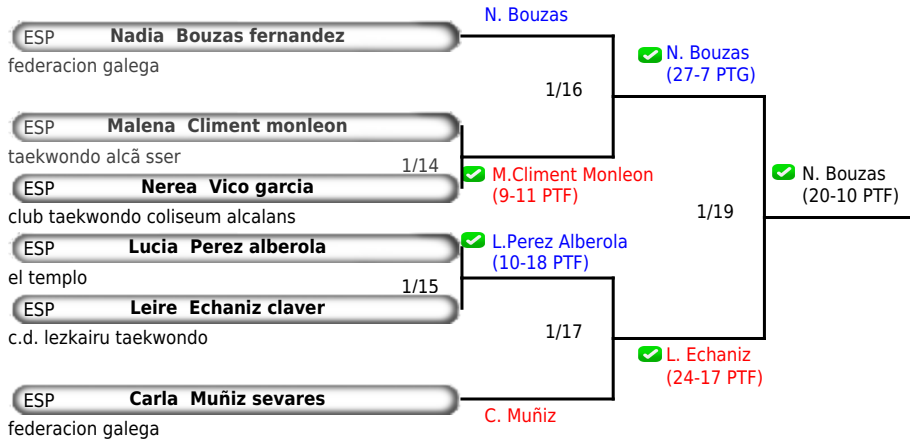 N. Bouzas
ESP Nadia Bouzas fernandez
federacion galega
N. Bouzas
(27-7 PTG)
1/16
ESP Malena Climent monleon
taekwondo alcã sser
1/14
M.Climent Monleon
(9-11 PTF)
ESP Nerea Vico garcia
club taekwondo coliseum alcalans
N. Bouzas
(20-10 PTF)
1/19
ESP Lucia Perez alberola
el templo
L.Perez Alberola
(10-18 PTF)
1/15
ESP Leire Echaniz claver
c.d. lezkairu taekwondo
1/17
L. Echaniz
(24-17 PTF)
ESP Carla Muñiz sevares
federacion galega
C. Muñiz